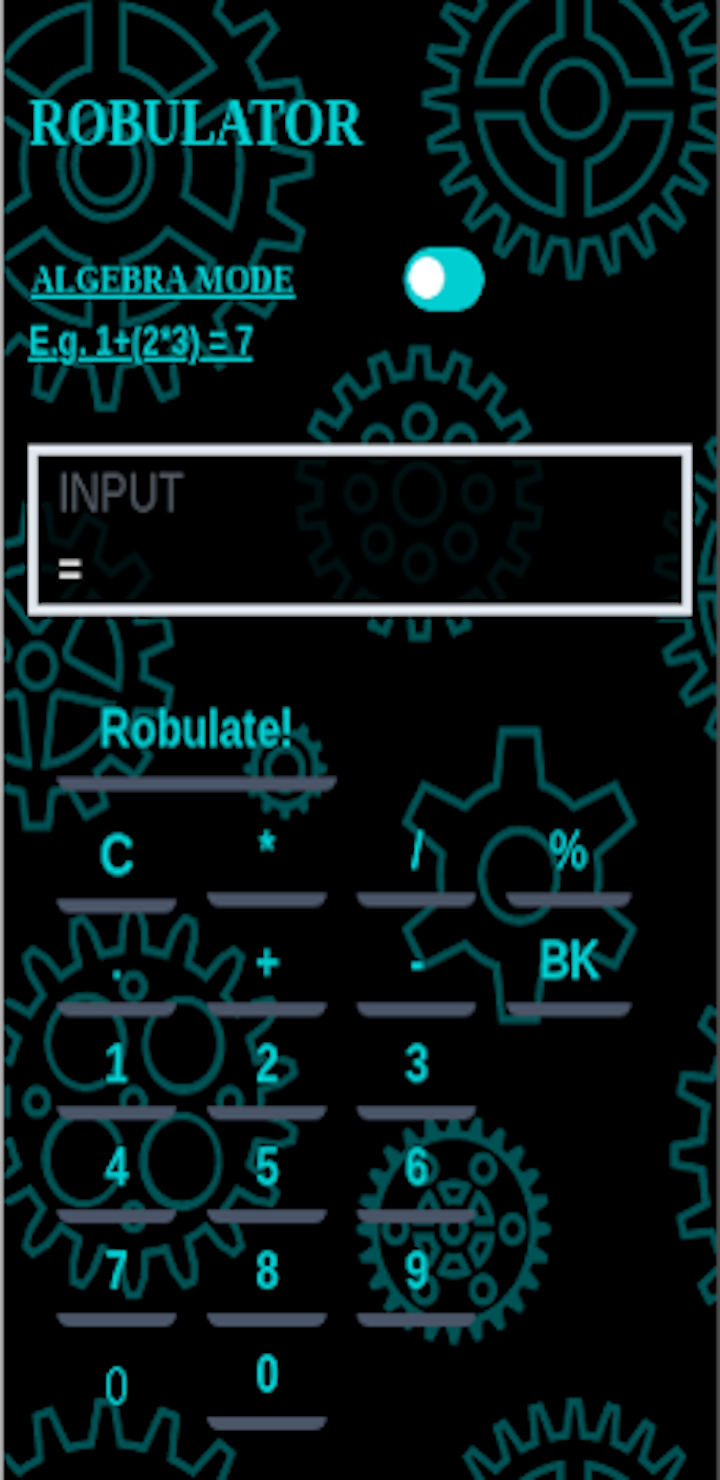 ROBULATOR
ALGEBRA MODE
E.g. 1+(2*3) = 7
INPUT
=
Robulate!
C * / %
. + - BK
1 2 3
4 5 6
7 8 9
() 0